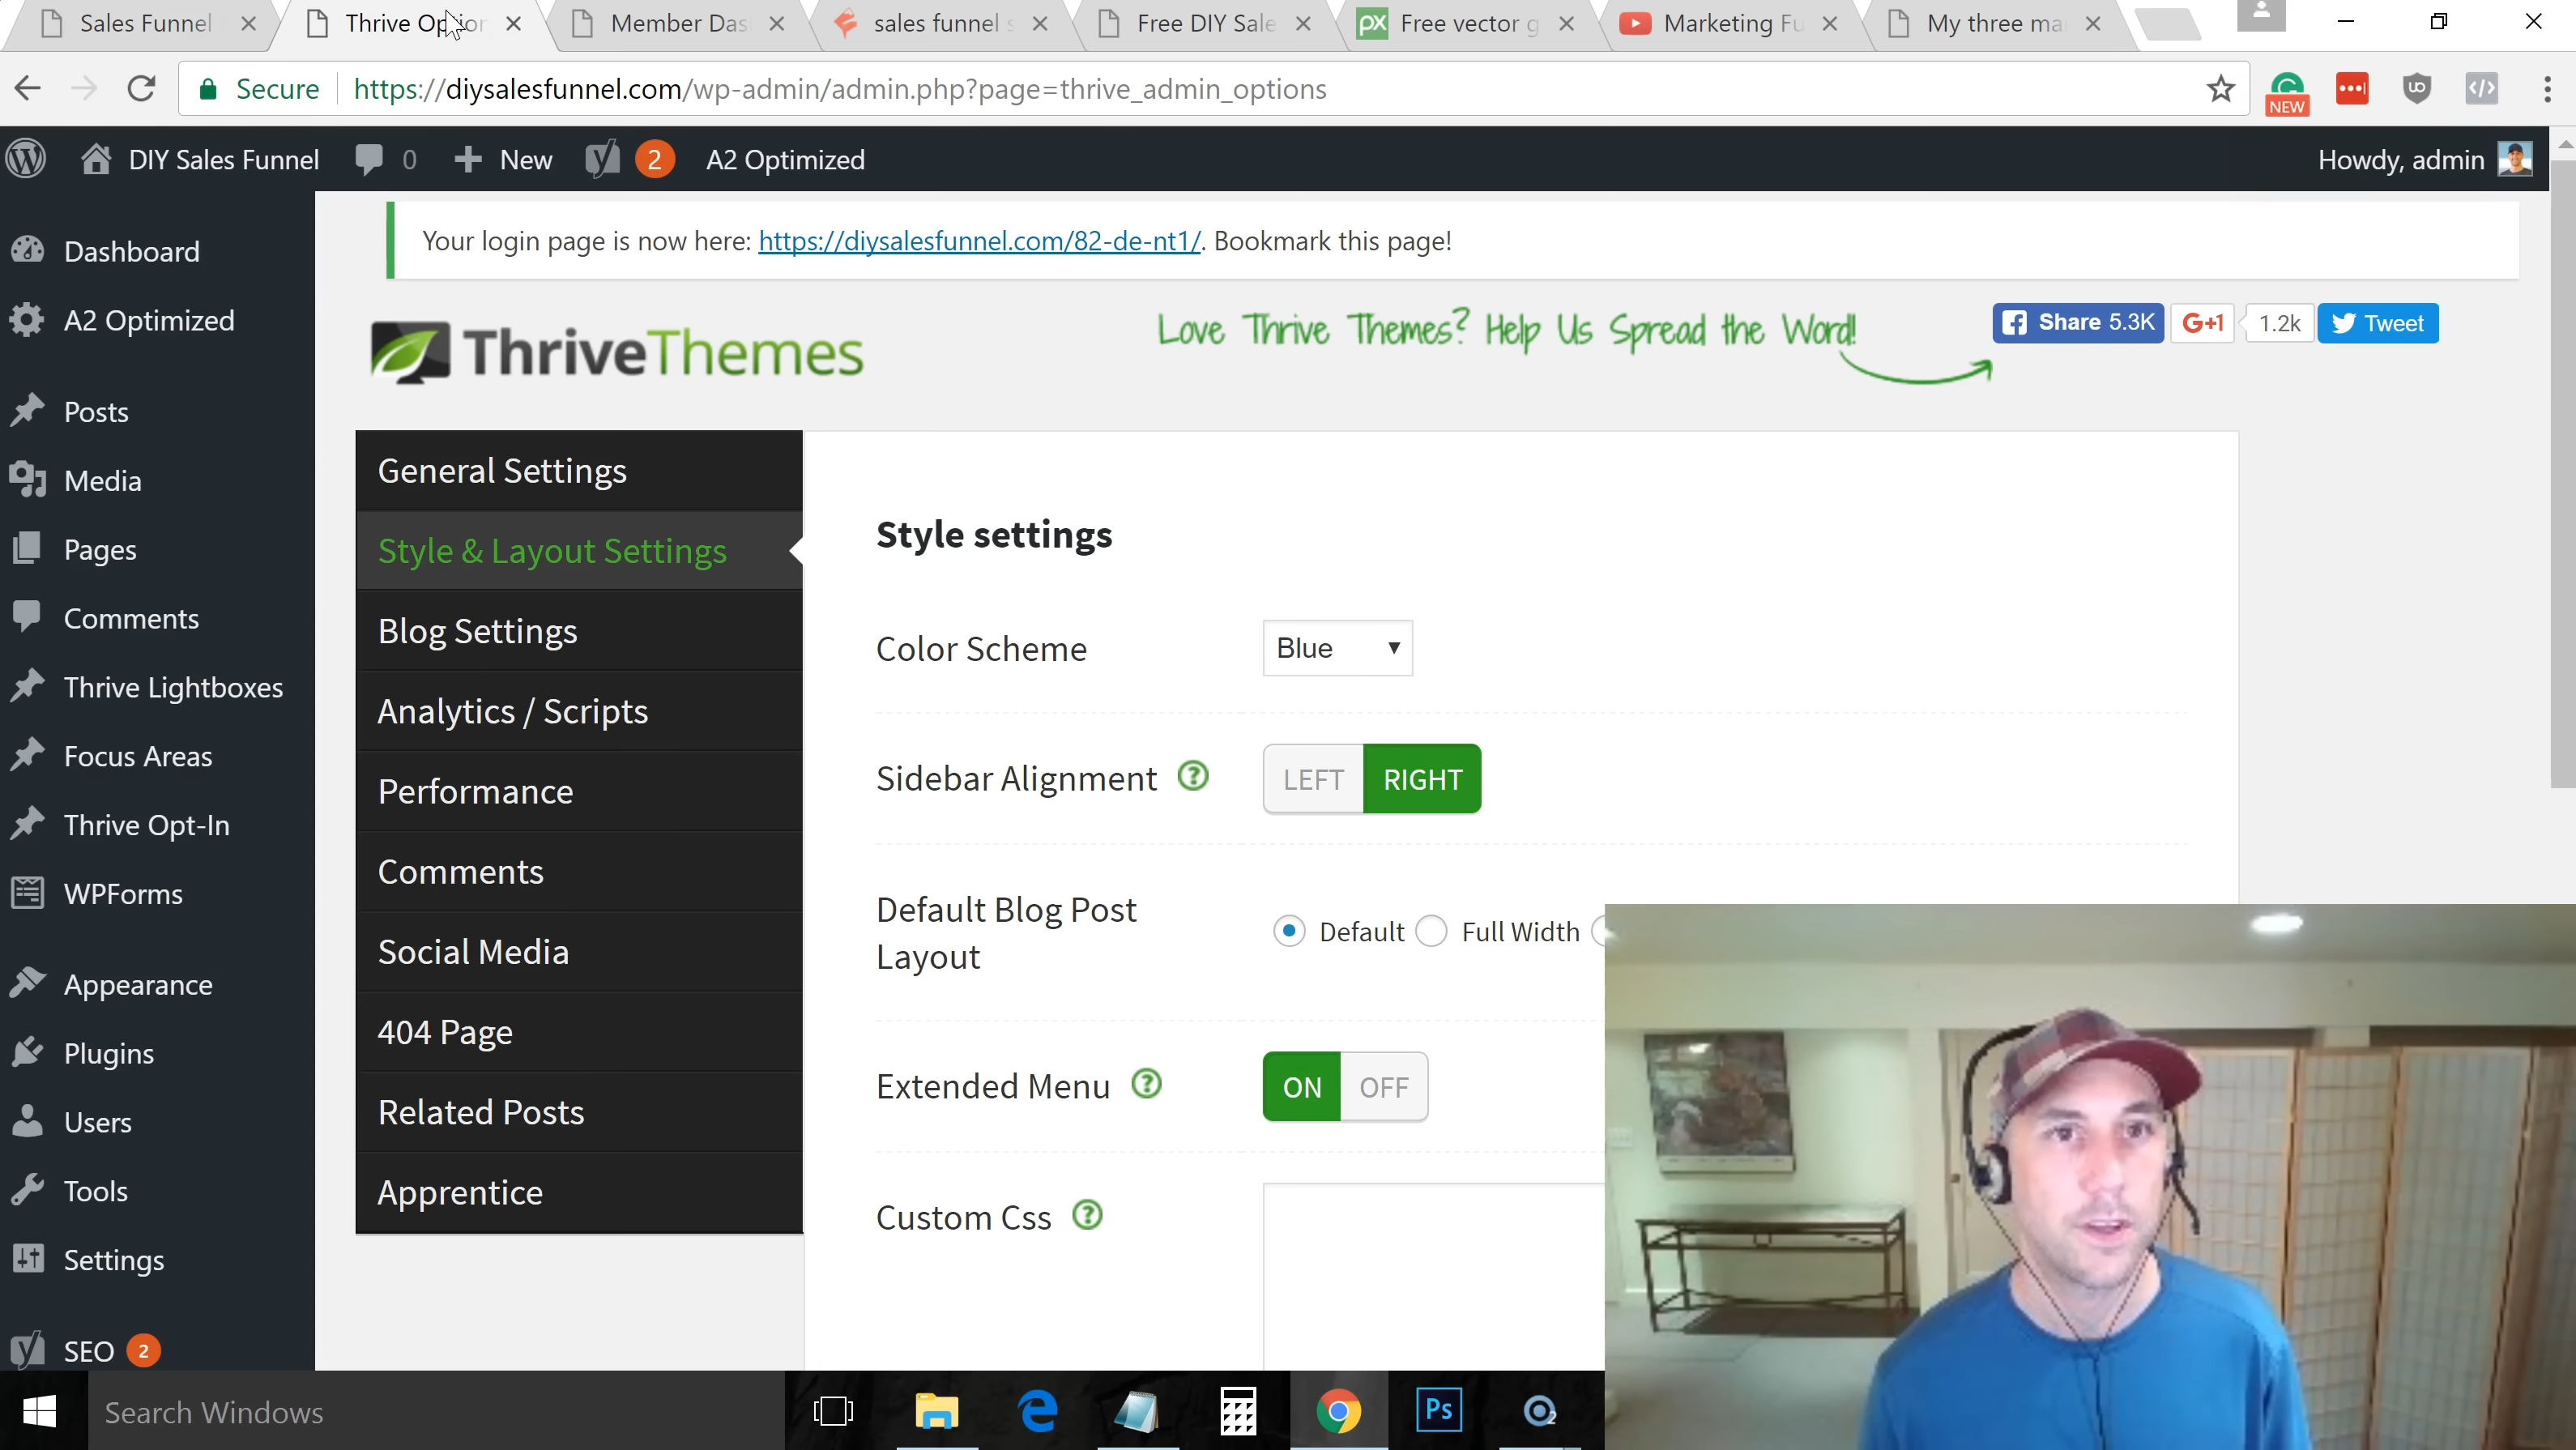 Sales Funnel
Thrive Option
Member Das
sales funnel s
Free DIY Sale
Free vector g
Marketing Fu
My three ma
Secure
https://diysalesfunnel.com/wp-admin/admin.php?page=thrive_admin_options
NEW
DIY Sales Funnel
0
New
2
A2 Optimized
Howdy, admin
Dashboard
A2 Optimized
Posts
Media
Pages
Comments
Thrive Lightboxes
Focus Areas
Thrive Opt-In
WPForms
Appearance
Plugins
Users
Tools
Settings
SEO 2
Your login page is now here: https://diysalesfunnel.com/82-de-nt1/. Bookmark this page!
ThriveThemes
Love Thrive Themes? Help Us Spread the Word!
Share 5.3K
G+1
1.2k
Tweet
General Settings
Style & Layout Settings
Blog Settings
Analytics / Scripts
Performance
Comments
Social Media
404 Page
Related Posts
Apprentice
Style settings
Color Scheme
Blue
Sidebar Alignment ?
LEFT RIGHT
Default Blog Post
Layout
Default Full Width
Extended Menu ?
ON OFF
Custom Css ?
Search Windows
Ps